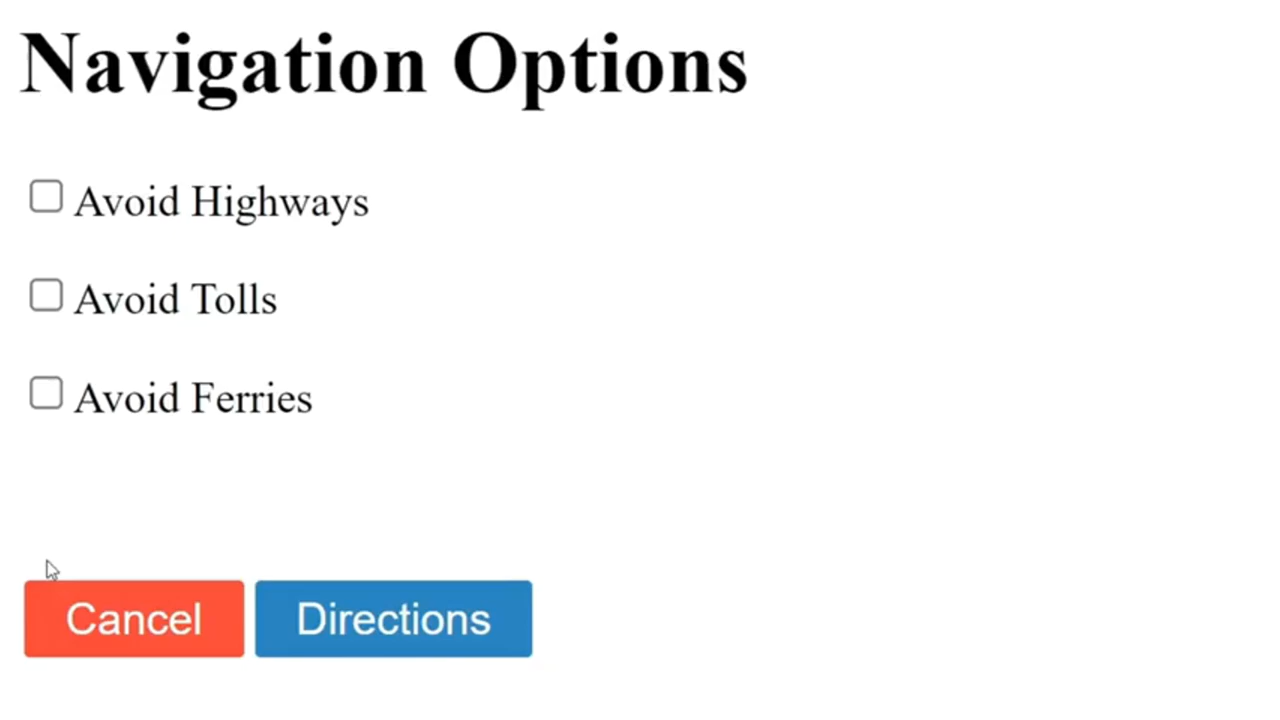 Navigation Options
Avoid Highways
Avoid Tolls
Avoid Ferries
Cancel Directions